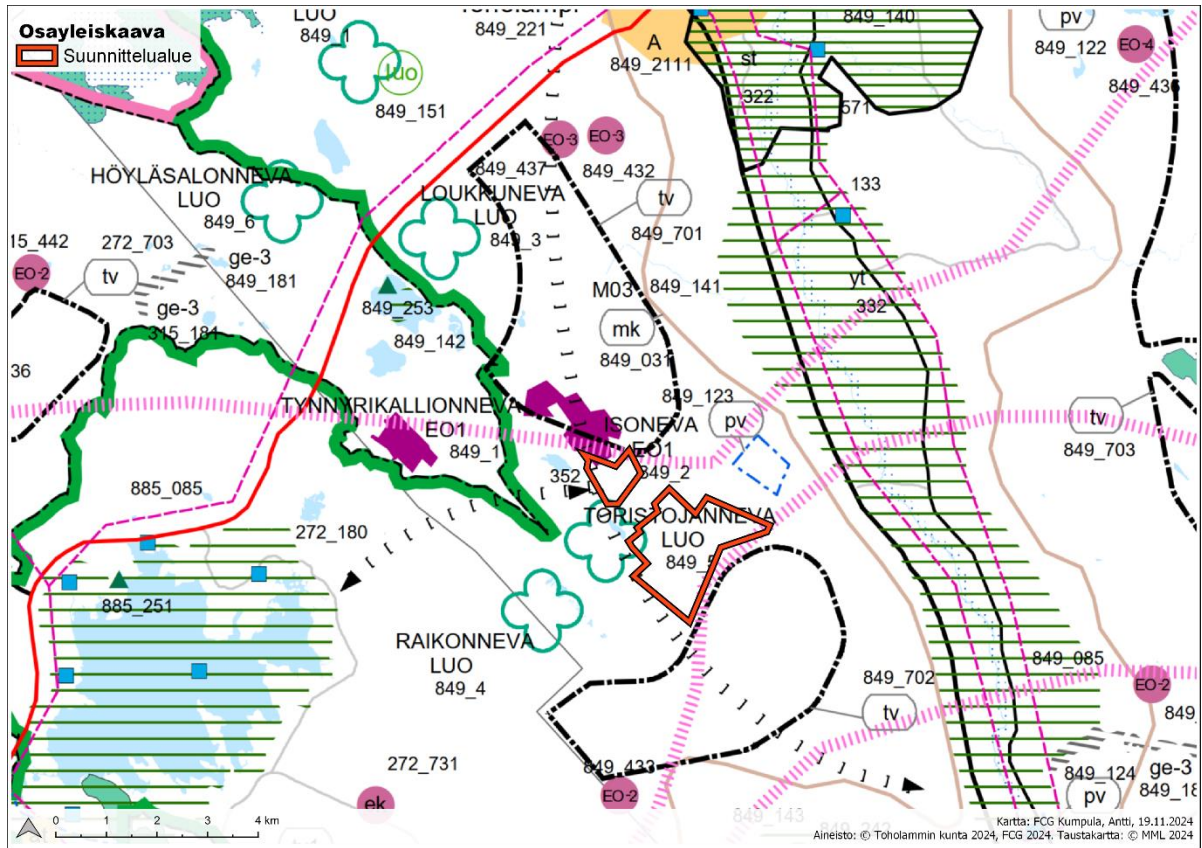 Osayleiskaava
Suunnittelualue
LUO
849_1
luo
849_151
849_221
A
849_2111
st
322
571
849_140
pv
849_122
EO-4
849_436
EO-3
EO-3
849_437
849_432
HÖYLÄSALONNEVA
LUO
849_6
LOUKKUNEVA
LUO
849_3
tv
849_701
133
272_703
EO-2
tv
ge-3
849_181
ge-3
315_181
849_253
849_142
M03
849_141
mk
849_031
yt
332
36
TYNNYRIKALLIONNEVA
EO1
849_1
849_123
pv
ISONEVA
EO1
849_2
tv
849_703
352
885_085
272_180
TORISTOJANNEVA
LUO
885_251
RAIKONNEVA
LUO
849_4
849_702
tv
849_085
EO-2
849_
272_731
849_433
EO-2
ek
ge-3
849_124
849_18
pv
849_143
0 1 2 3 4 km
Kartta: FCG Kumpula, Antti, 19.11.2024
Aineisto: © Toholammin kunta 2024, FCG 2024. Taustakartta: © MML 2024